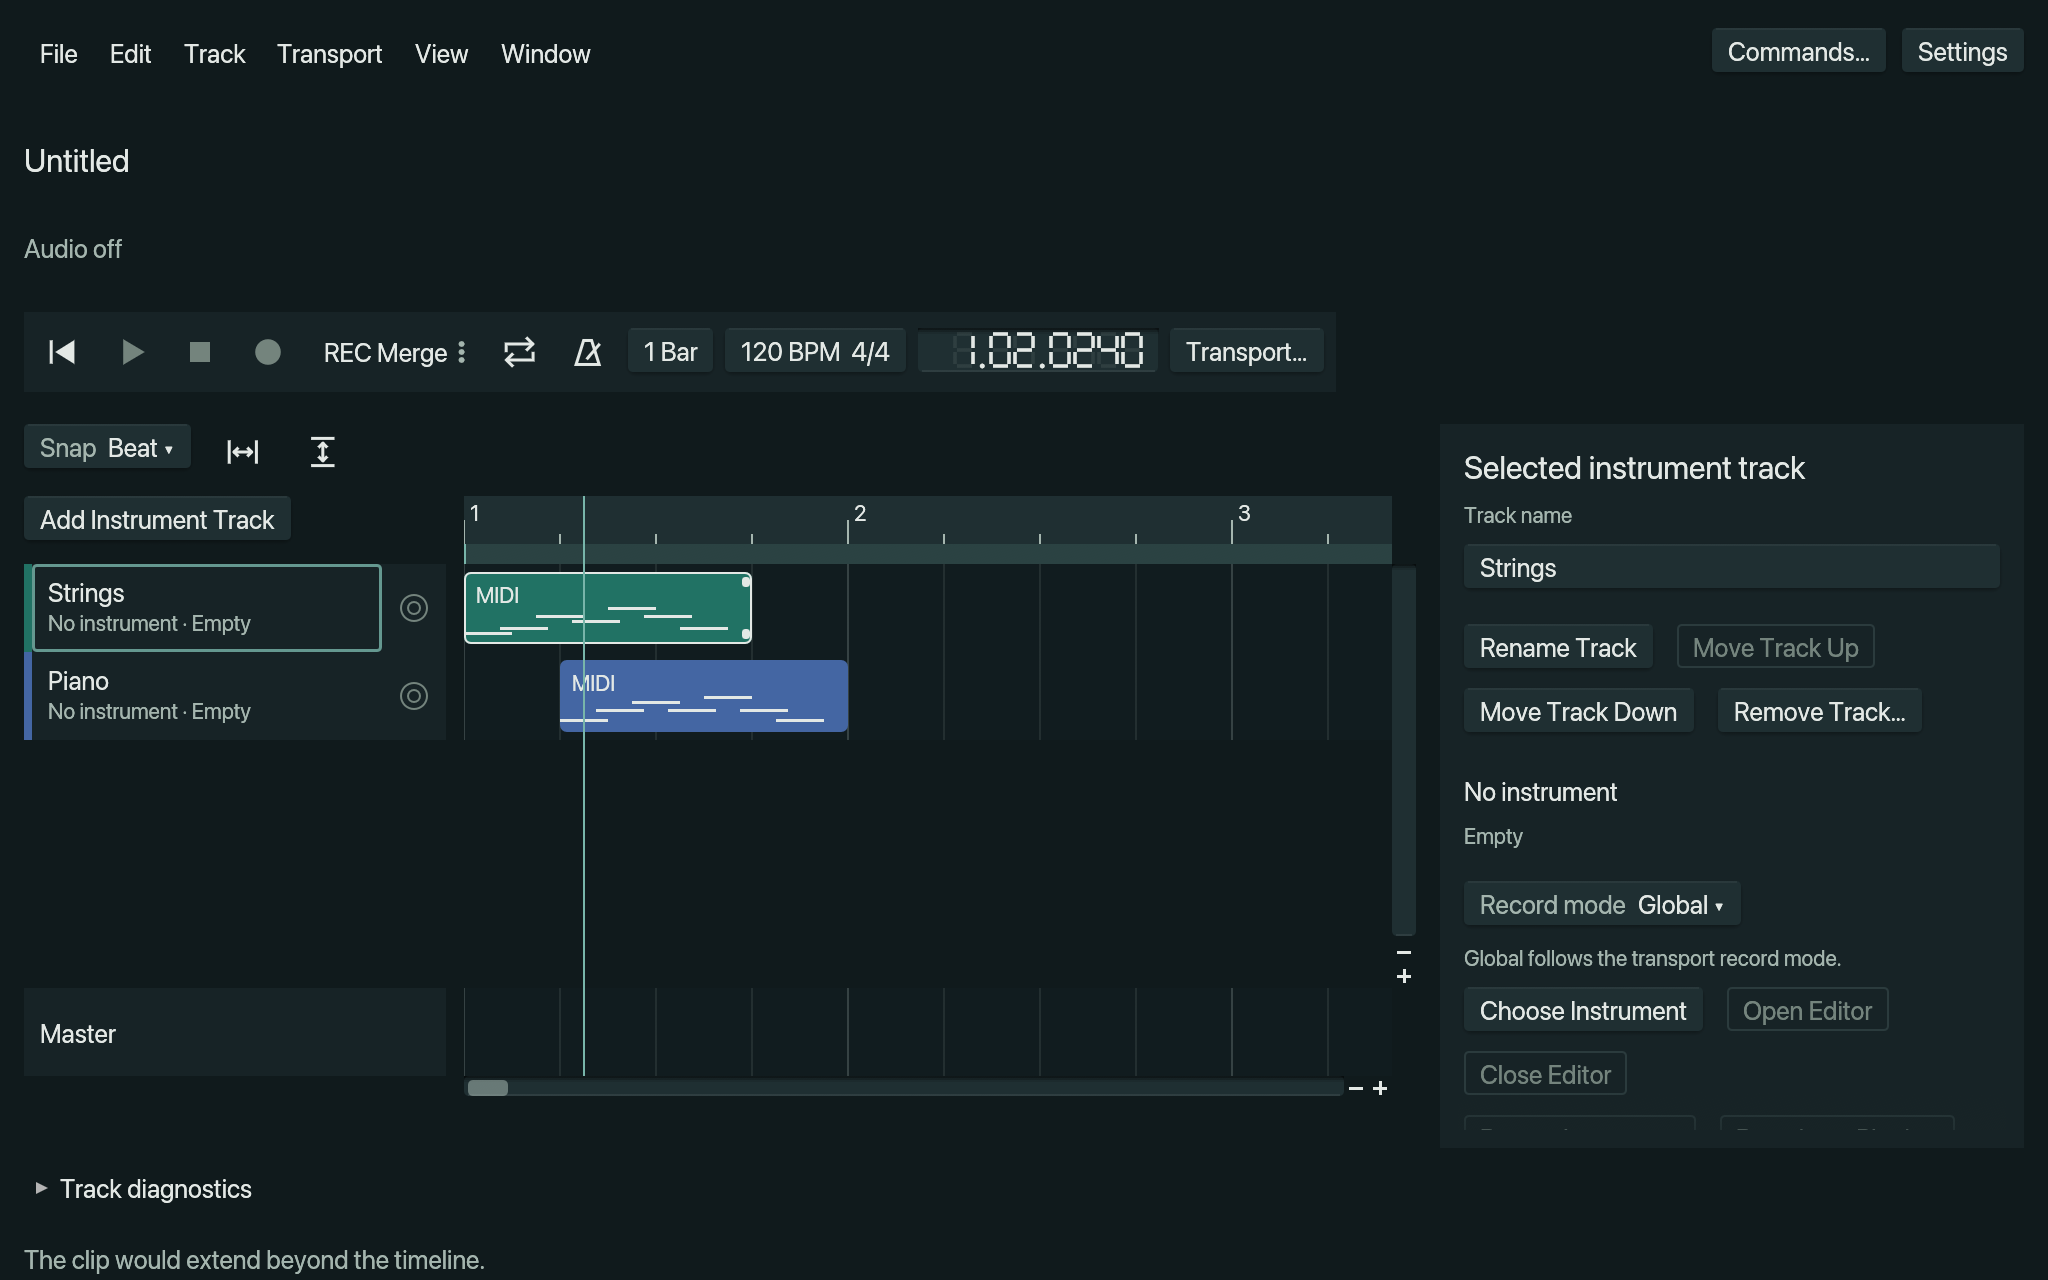 File Edit Track Transport View Window Commands... Settings
Untitled
Audio off
REC Merge 1 Bar 120 BPM 4/4 1.02.0240 Transport...
Snap Beat
Add Instrument Track
1 2 3
Strings
No instrument · Empty
MIDI
Piano
No instrument · Empty
MIDI
Master
Selected instrument track
Track name
Strings
Rename Track Move Track Up
Move Track Down Remove Track...
No instrument
Empty
Record mode Global
Global follows the transport record mode.
Choose Instrument Open Editor
Close Editor
Track diagnostics
The clip would extend beyond the timeline.